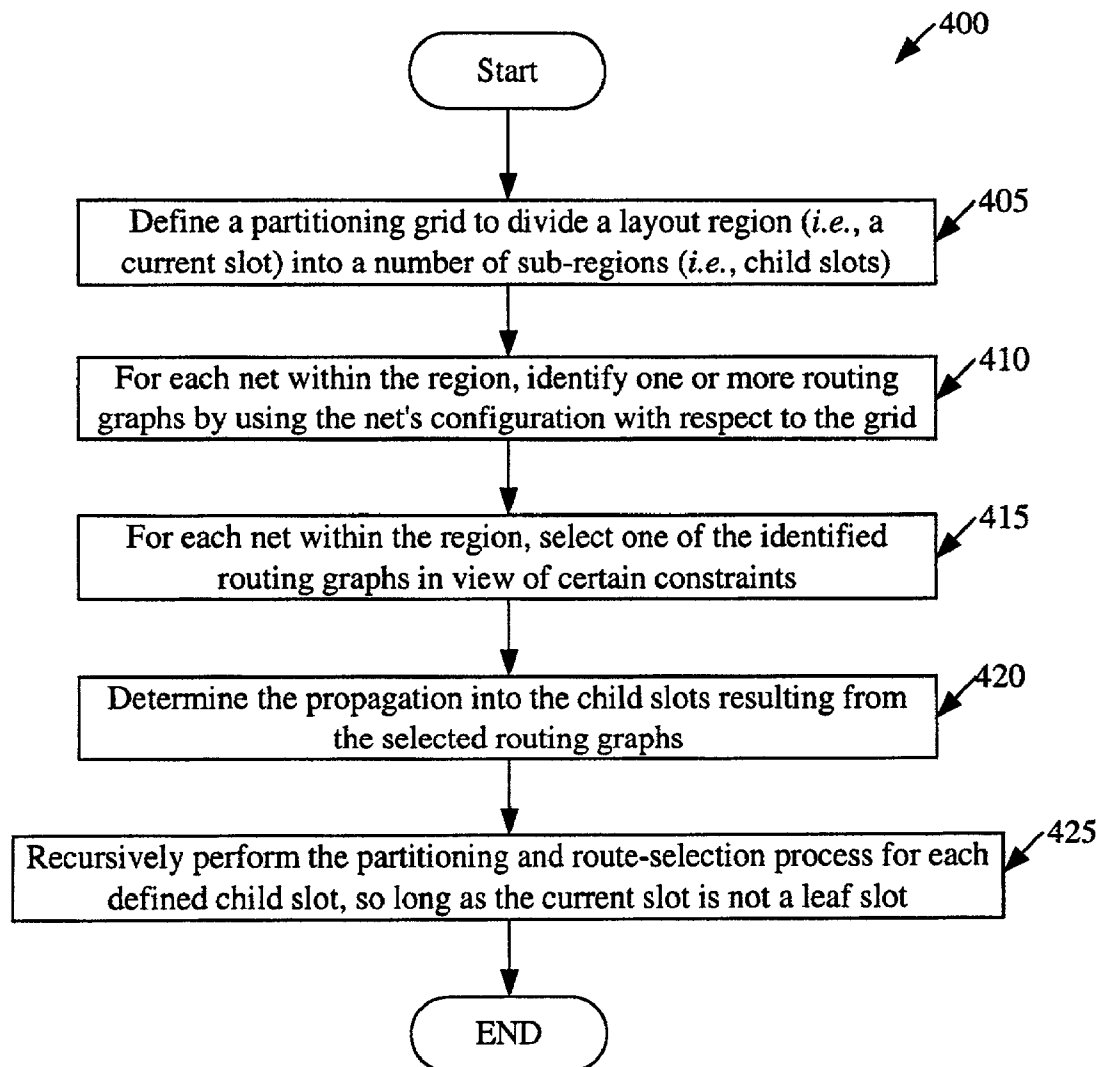 400
Start
405
Define a partitioning grid to divide a layout region (i.e., a
current slot) into a number of sub-regions (i.e., child slots)
410
For each net within the region, identify one or more routing
graphs by using the net's configuration with respect to the grid
415
For each net within the region, select one of the identified
routing graphs in view of certain constraints
420
Determine the propagation into the child slots resulting from
the selected routing graphs
425
Recursively perform the partitioning and route-selection process for each
defined child slot, so long as the current slot is not a leaf slot
END